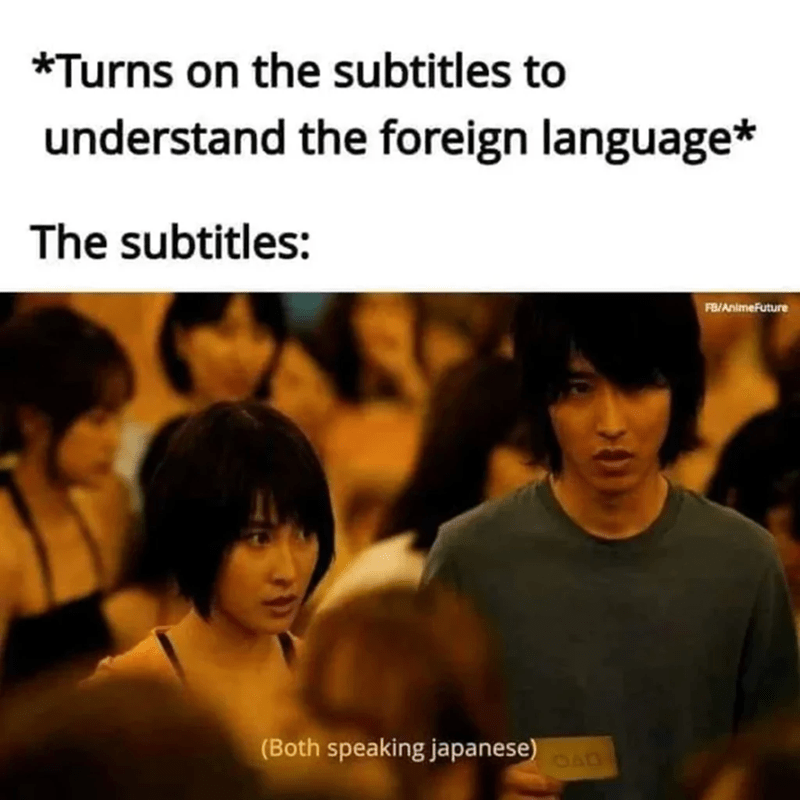 *Turns on the subtitles to
understand the foreign language*
The subtitles:
FB/AnimeFuture
(Both speaking japanese)